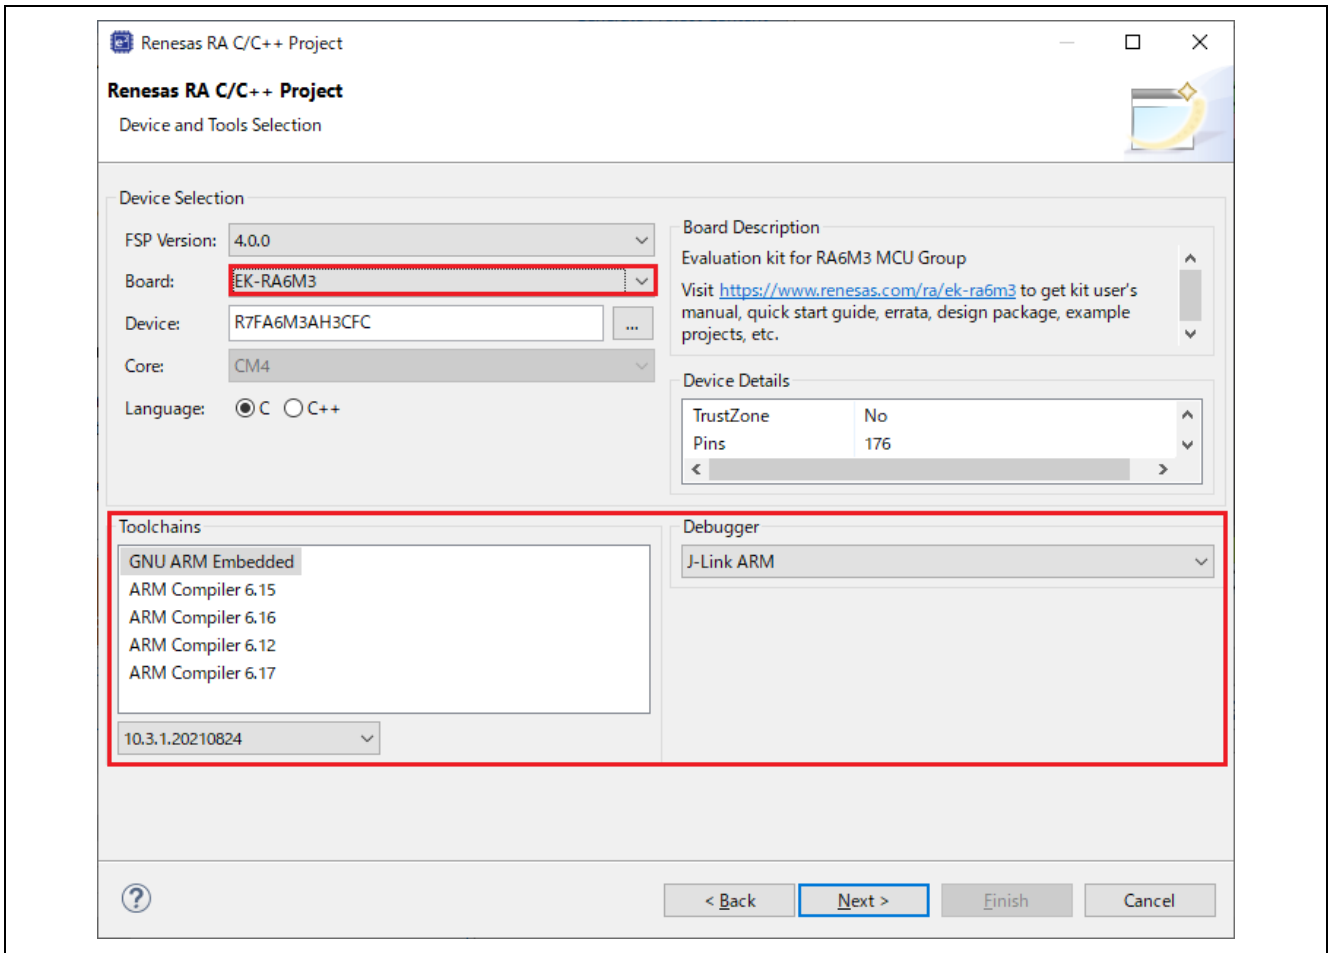 Renesas RA C/C++ Project
Renesas RA C/C++ Project
Device and Tools Selection
Device Selection
FSP Version: 4.0.0
Board: EK-RA6M3
Device: R7FA6M3AH3CFC ...
Core: CM4
Language: C C++
Board Description
Evaluation kit for RA6M3 MCU Group
Visit https://www.renesas.com/ra/ek-ra6m3 to get kit user's
manual, quick start guide, errata, design package, example
projects, etc.
Device Details
TrustZone No
Pins 176
Toolchains
GNU ARM Embedded
ARM Compiler 6.15
ARM Compiler 6.16
ARM Compiler 6.12
ARM Compiler 6.17
10.3.1.20210824
Debugger
J-Link ARM
< Back Next > Finish Cancel